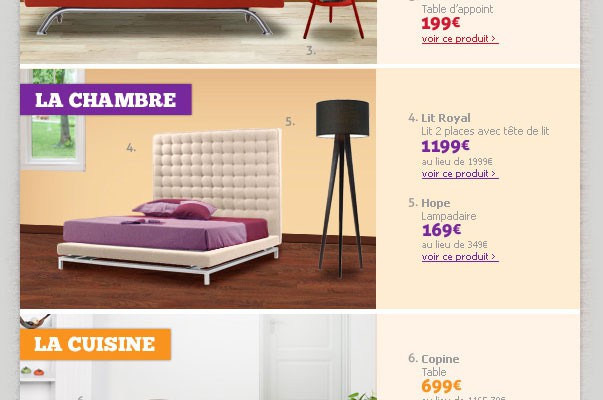 Table d'appoint
199€
voir ce produit >
3.
LA CHAMBRE
4.
5.
4. Lit Royal
Lit 2 places avec tête de lit
1199€
au lieu de 1999€
voir ce produit >
5. Hope
Lampadaire
169€
au lieu de 349€
voir ce produit >
LA CUISINE
6. Copine
Table
699€